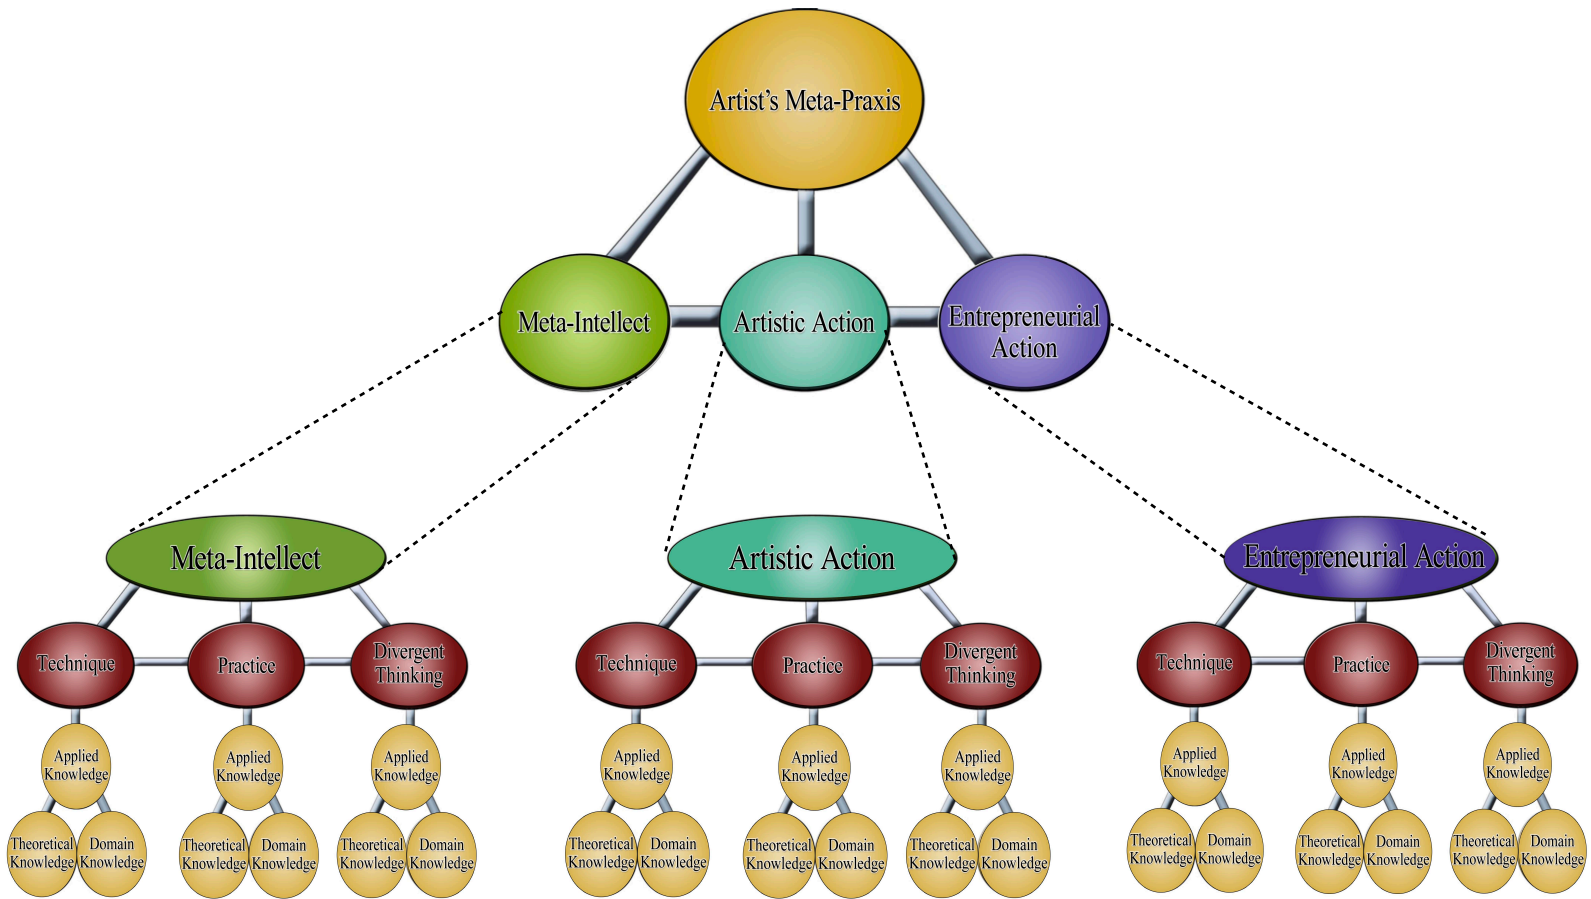 Artist's Meta-Praxis
Meta-Intellect
Artistic Action
Entrepreneurial
Action
Meta-Intellect
Artistic Action
Entrepreneurial Action
Technique
Practice
Divergent
Thinking
Technique
Practice
Divergent
Thinking
Technique
Practice
Divergent
Thinking
Applied
Knowledge
Applied
Knowledge
Applied
Knowledge
Applied
Knowledge
Applied
Knowledge
Applied
Knowledge
Applied
Knowledge
Applied
Knowledge
Applied
Knowledge
Theoretical
Knowledge
Domain
Knowledge
Theoretical
Knowledge
Domain
Knowledge
Theoretical
Knowledge
Domain
Knowledge
Theoretical
Knowledge
Domain
Knowledge
Theoretical
Knowledge
Domain
Knowledge
Theoretical
Knowledge
Domain
Knowledge
Theoretical
Knowledge
Domain
Knowledge
Theoretical
Knowledge
Domain
Knowledge
Theoretical
Knowledge
Domain
Knowledge